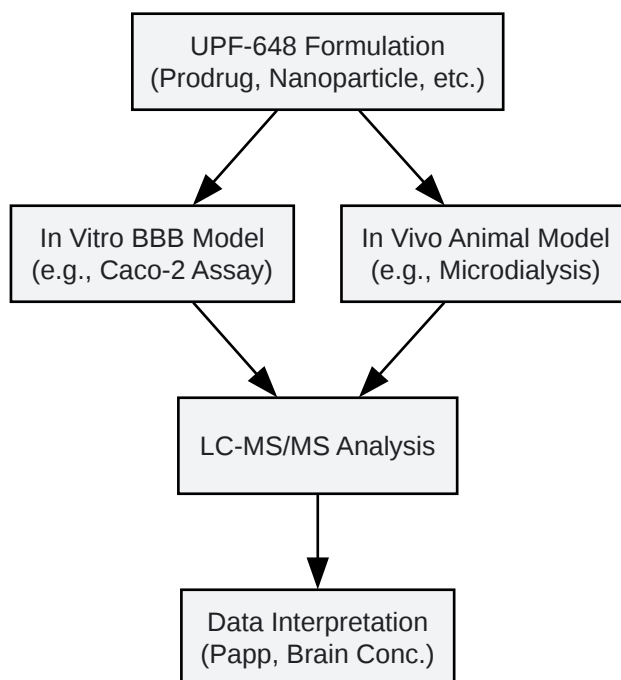 UPF-648 Formulation
(Prodrug, Nanoparticle, etc.)
In Vitro BBB Model
(e.g., Caco-2 Assay)
In Vivo Animal Model
(e.g., Microdialysis)
LC-MS/MS Analysis
Data Interpretation
(Papp, Brain Conc.)